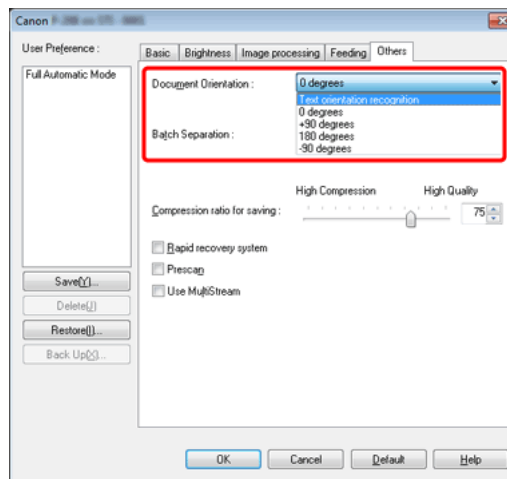 Canon
User Preference :
Full Automatic Mode
Save(Y)...
Delete(J)
Restore(I)...
Back Up(X)...
Basic Brightness Image processing Feeding Others
Document Orientation : 0 degrees
Text orientation recognition
0 degrees
+90 degrees
Batch Separation : 180 degrees
-90 degrees
High Compression High Quality
Compression ratio for saving : 75
Rapid recovery system
Prescan
Use MultiStream
OK Cancel Default Help